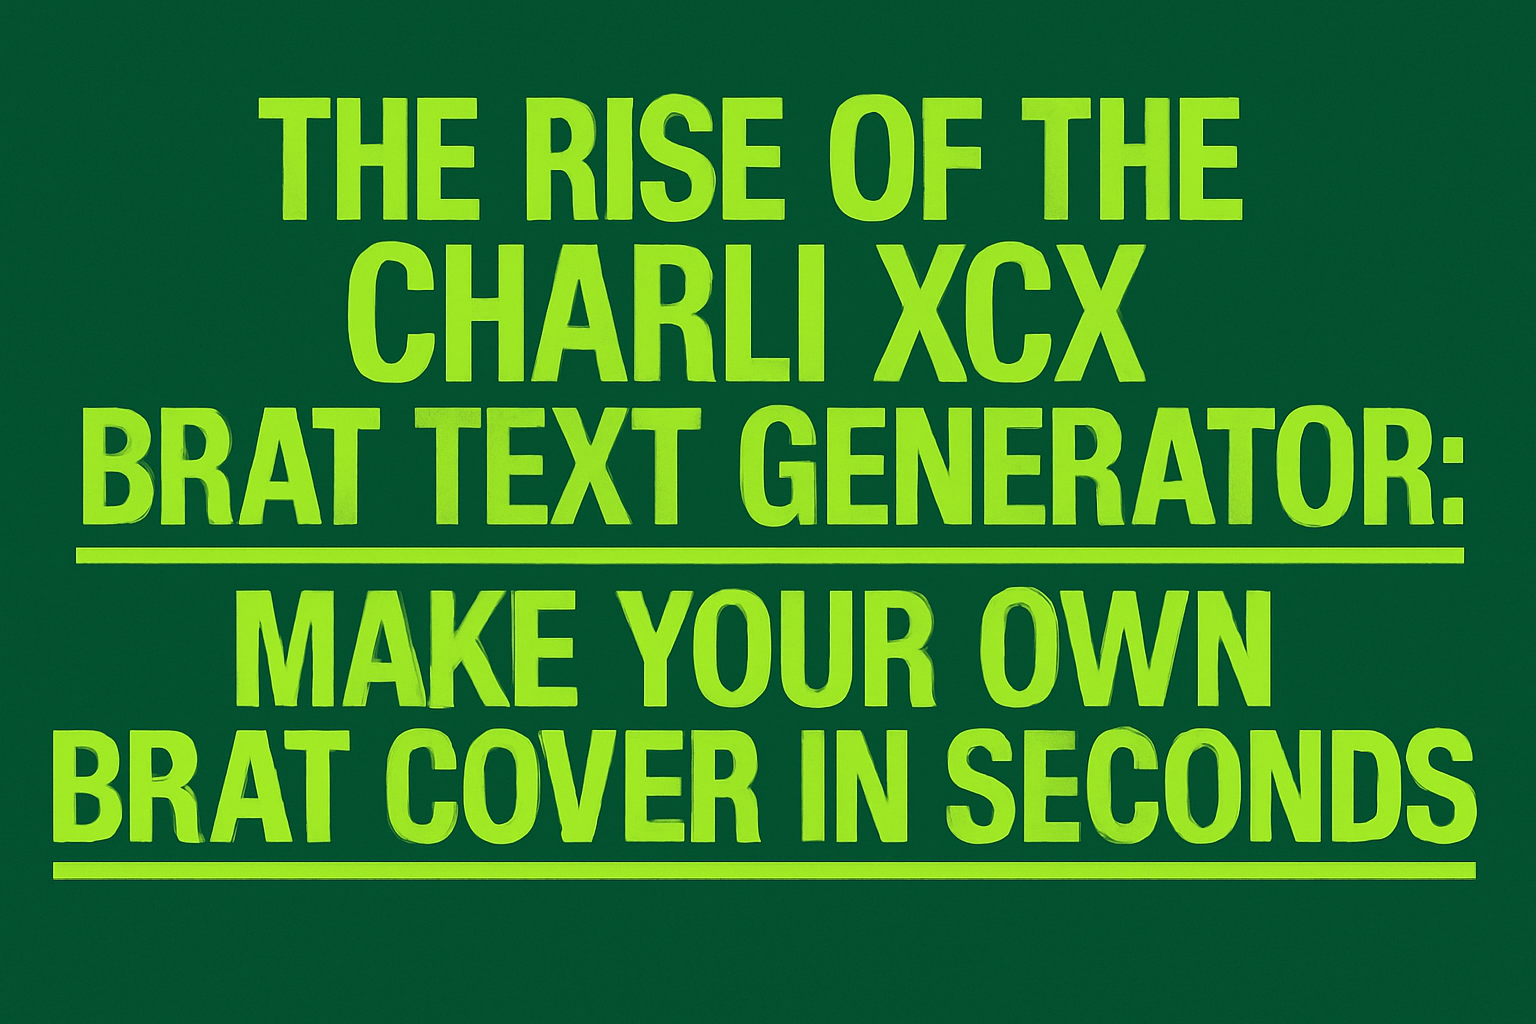 THE RISE OF THE
CHARLI XCX
BRAT TEXT GENERATOR:
MAKE YOUR OWN
BRAT COVER IN SECONDS